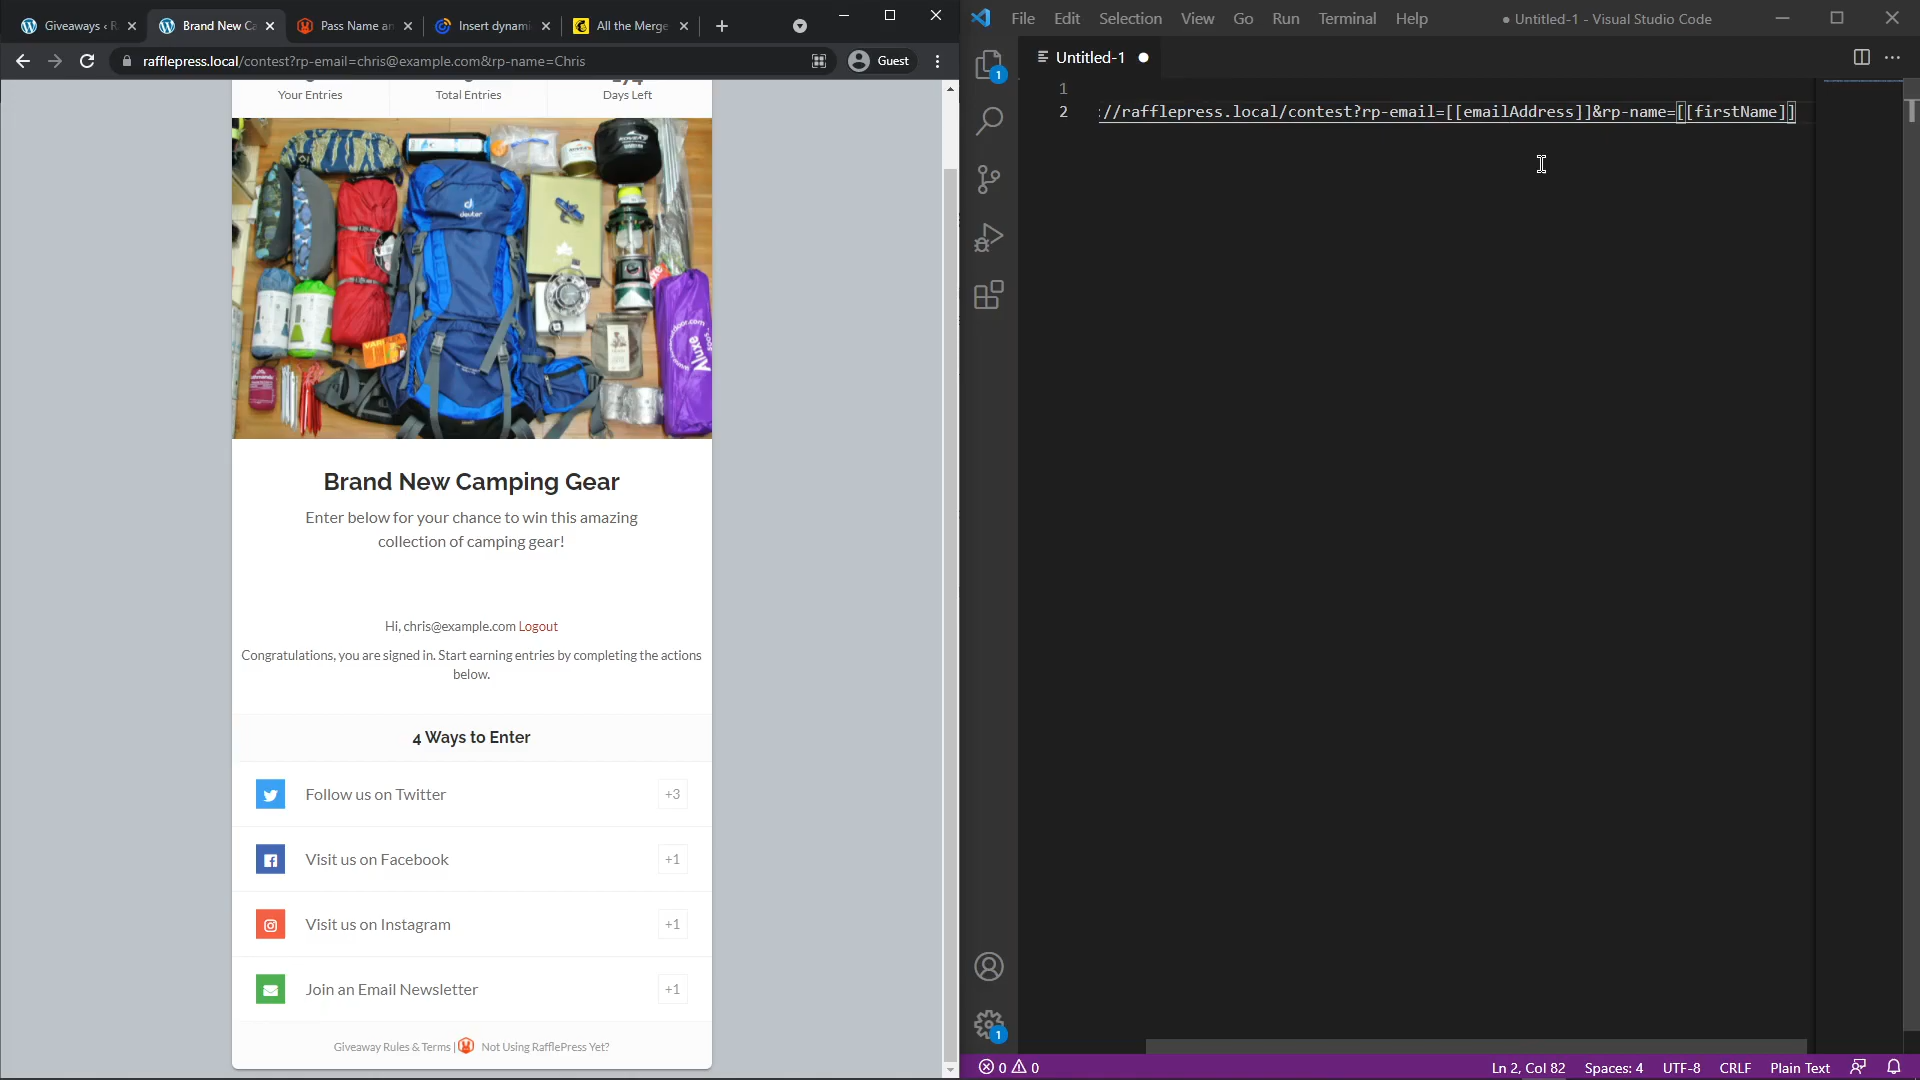 Giveaways ‹ R
Brand New Ca
Pass Name an
Insert dynami
All the Merge
rafflepress.local/contest?rp-email=chris@example.com&rp-name=Chris
Guest
Your Entries
Total Entries
Days Left
deuter
Brand New Camping Gear
Enter below for your chance to win this amazing
collection of camping gear!
Hi, chris@example.com Logout
Congratulations, you are signed in. Start earning entries by completing the actions
below.
4 Ways to Enter
Follow us on Twitter +3
Visit us on Facebook +1
Visit us on Instagram +1
Join an Email Newsletter +1
Giveaway Rules & Terms | Not Using RafflePress Yet?
File Edit Selection View Go Run Terminal Help
● Untitled-1 - Visual Studio Code
Untitled-1
1
2 ://rafflepress.local/contest?rp-email=[[emailAddress]]&rp-name=[[firstName]]
1
1
0 0
Ln 2, Col 82
Spaces: 4
UTF-8
CRLF
Plain Text